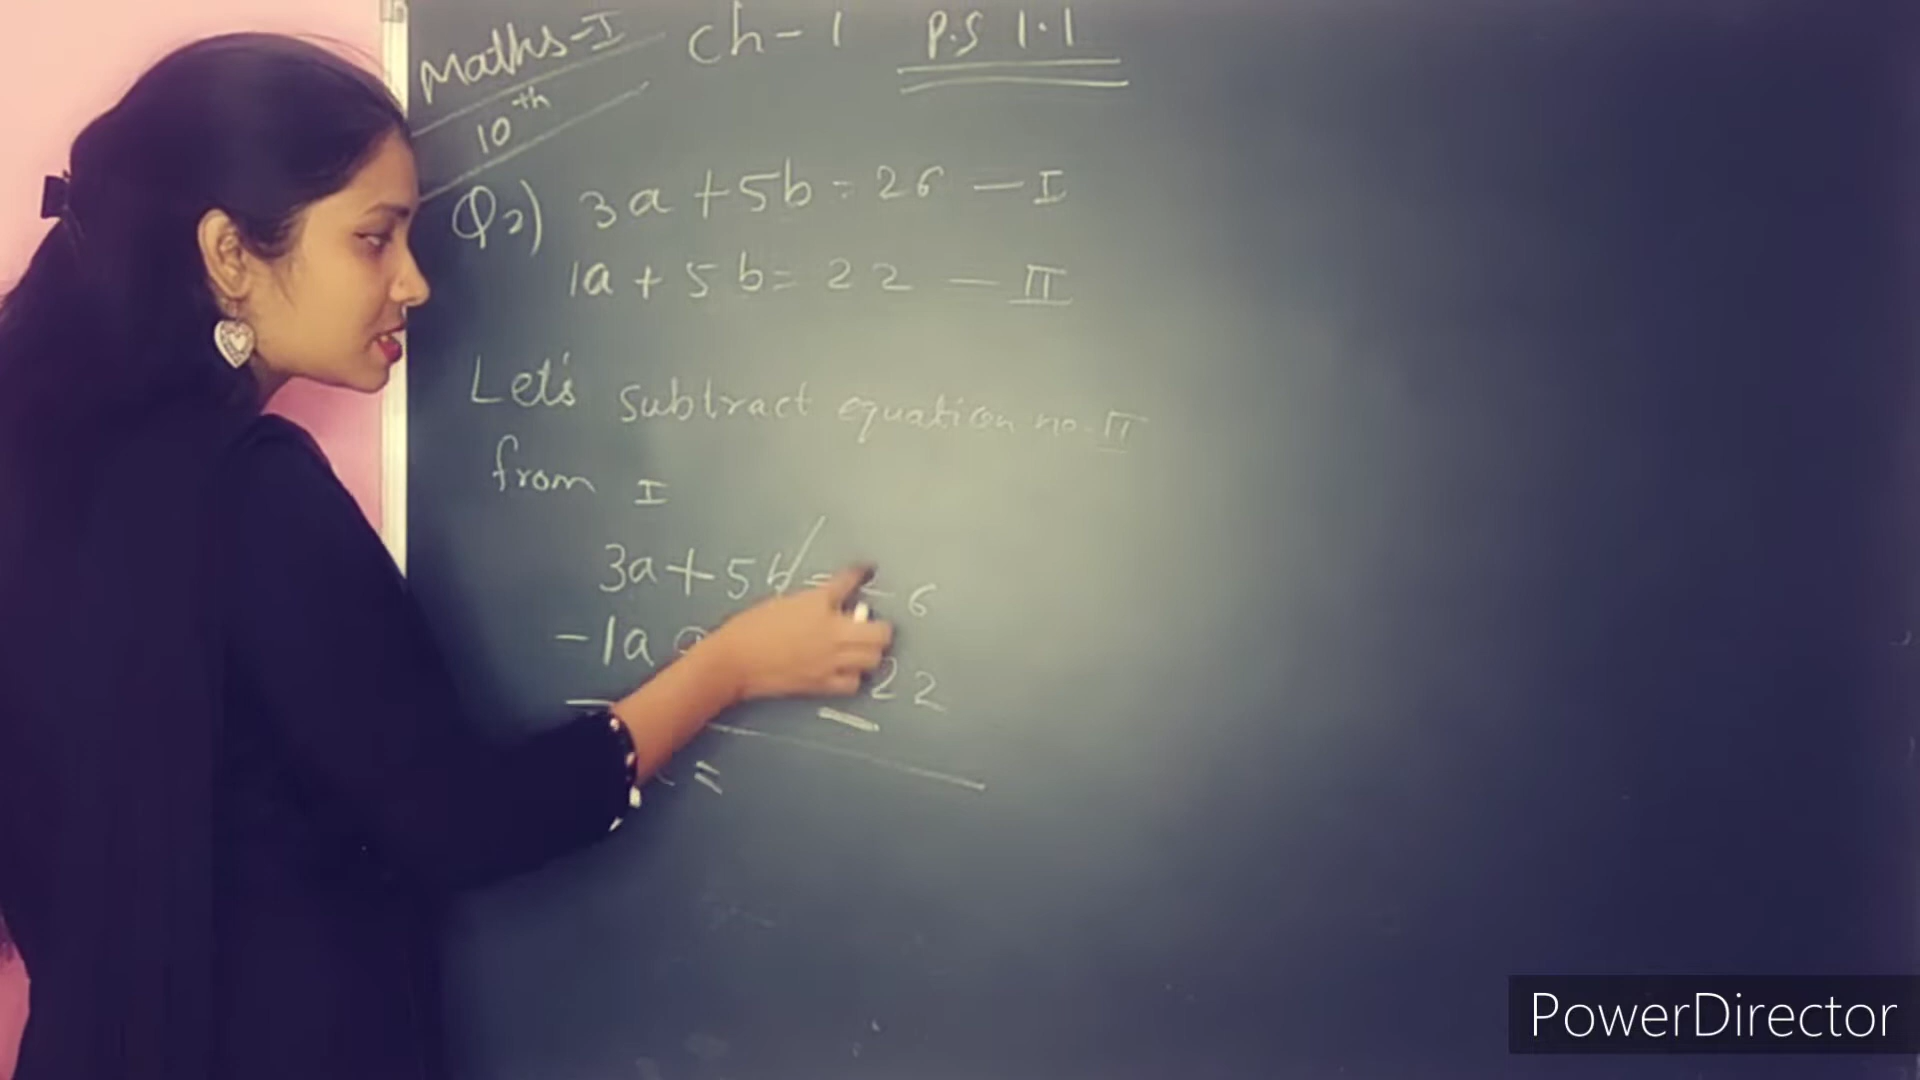 Maths-I Ch-1 P.S 1.1
10th
Q2) 3a + 5b = 26 — I
1a + 5b = 22 — II
Let's subtract equation no. II
from I
3a + 5b = 26
- 1a 22
=
PowerDirector